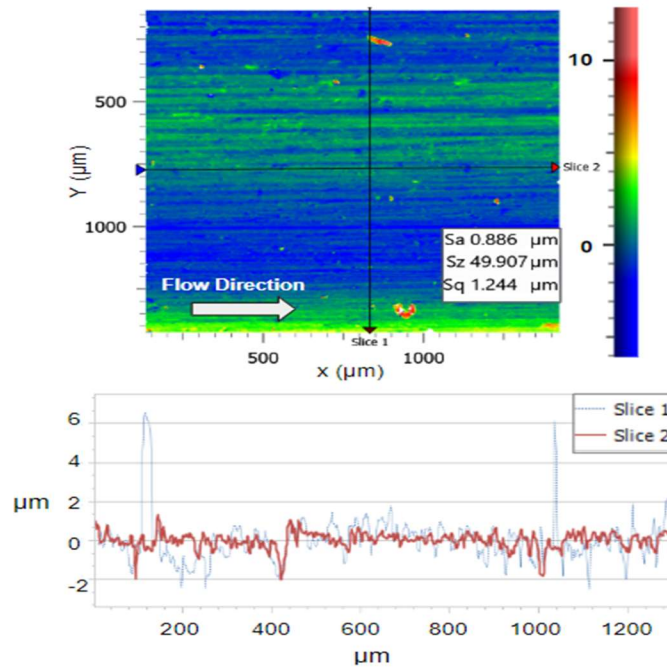 10
500
Y (µm)
Slice 2
1000
0
Sa 0.886 µm
Sz 49.907 µm
Sq 1.244 µm
Flow Direction
Slice 1
500
1000
x (µm)
6
4
2
0
-2
µm
Slice 1
Slice 2
200
400
600
800
1000
1200
µm